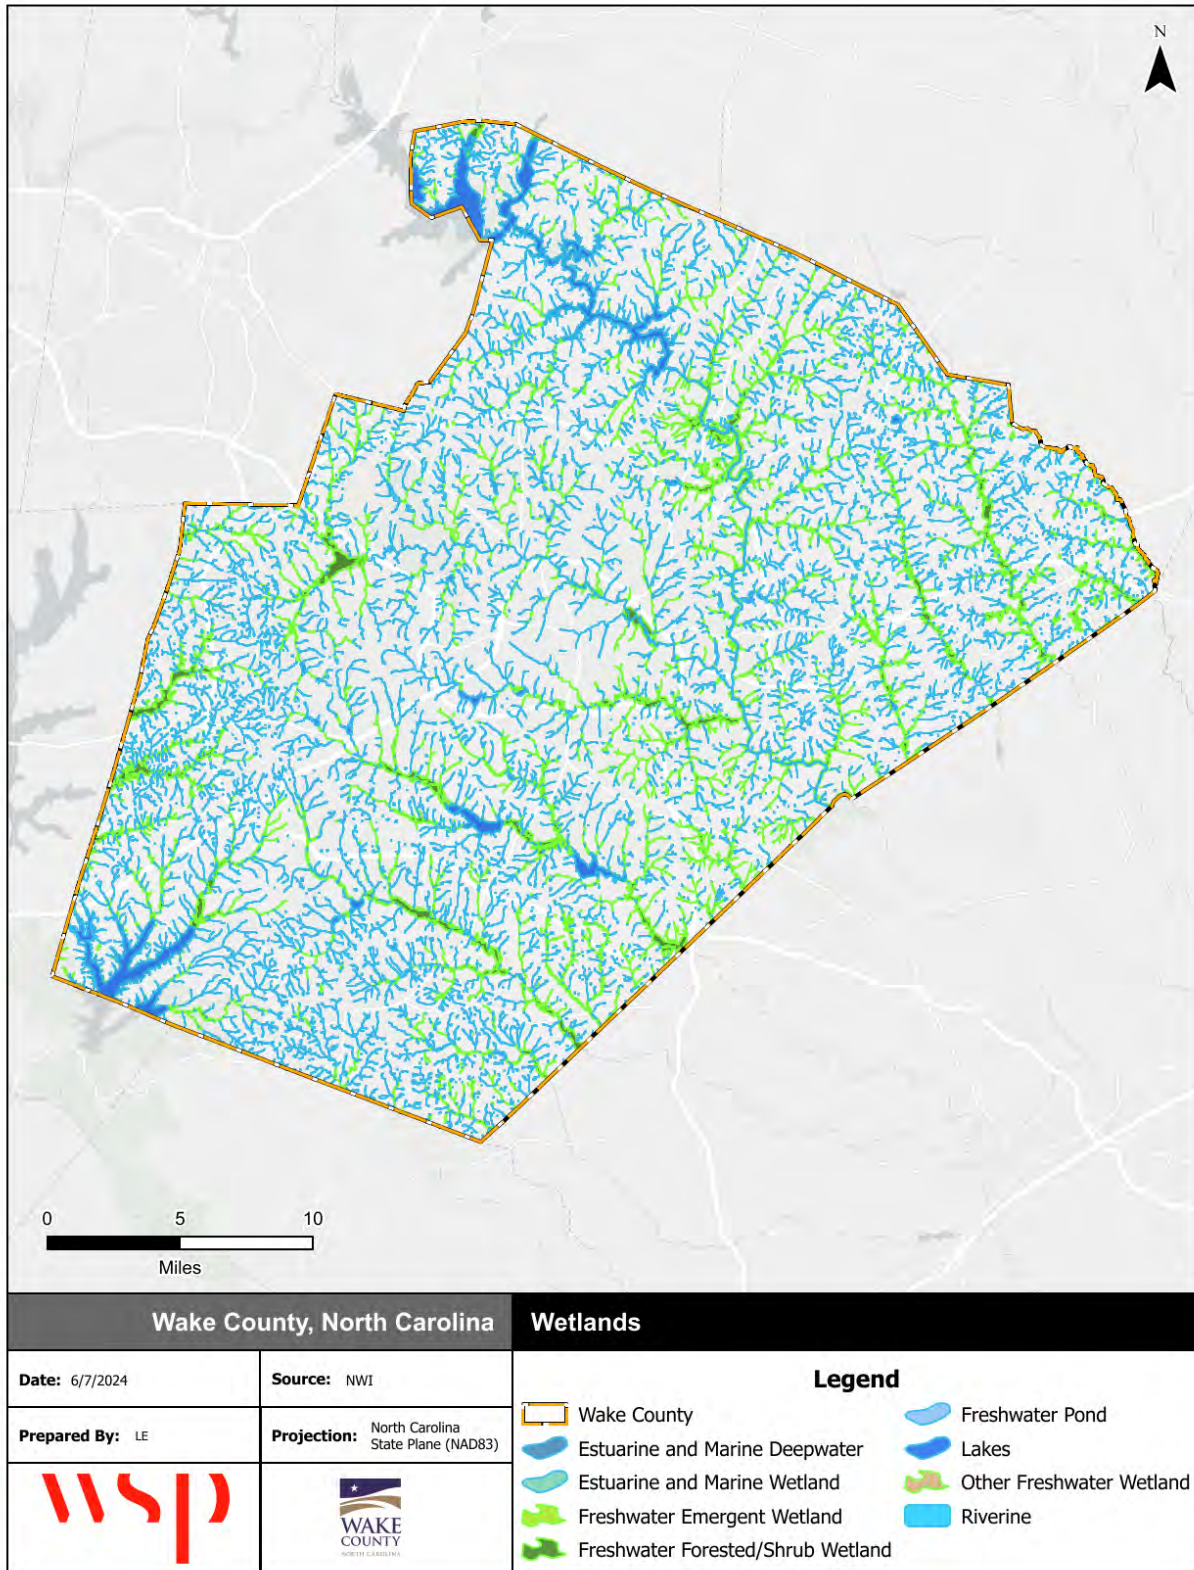 N
0 5 10
Miles
Wake County, North Carolina
Wetlands
Date: 6/7/2024
Source: NWI
Prepared By: LE
Projection: North Carolina
State Plane (NAD83)
wsp
WAKE
COUNTY
NORTH CAROLINA
Legend
Wake County
Estuarine and Marine Deepwater
Estuarine and Marine Wetland
Freshwater Emergent Wetland
Freshwater Forested/Shrub Wetland
Freshwater Pond
Lakes
Other Freshwater Wetland
Riverine